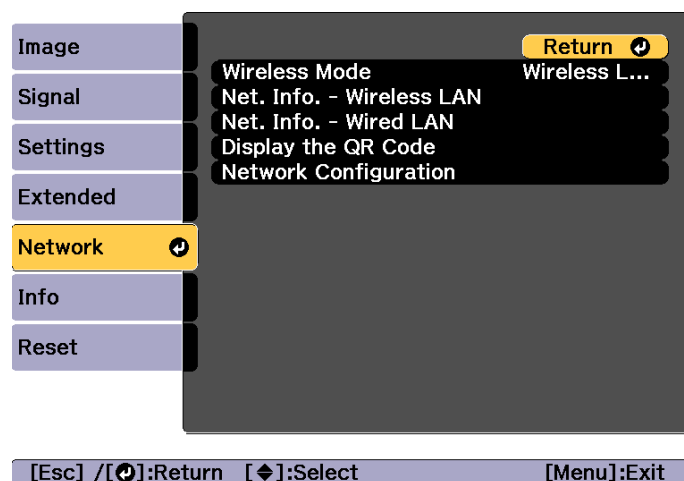 Image
Signal
Settings
Extended
Network
Info
Reset
Return
Wireless Mode Wireless L...
Net. Info. - Wireless LAN
Net. Info. - Wired LAN
Display the QR Code
Network Configuration
[Esc] /[⏎]:Return [◆]:Select [Menu]:Exit